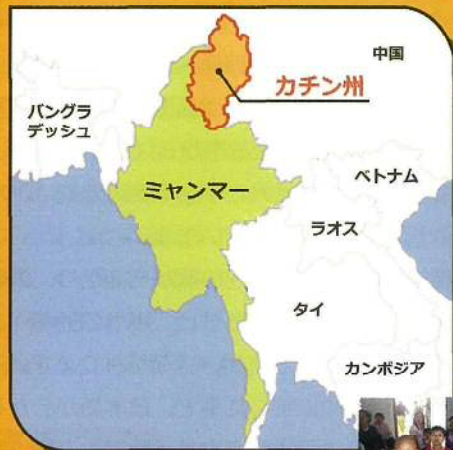 中国
カチン州
バングラ
デッシュ
ミャンマー
ベトナム
ラオス
タイ
カンボジア